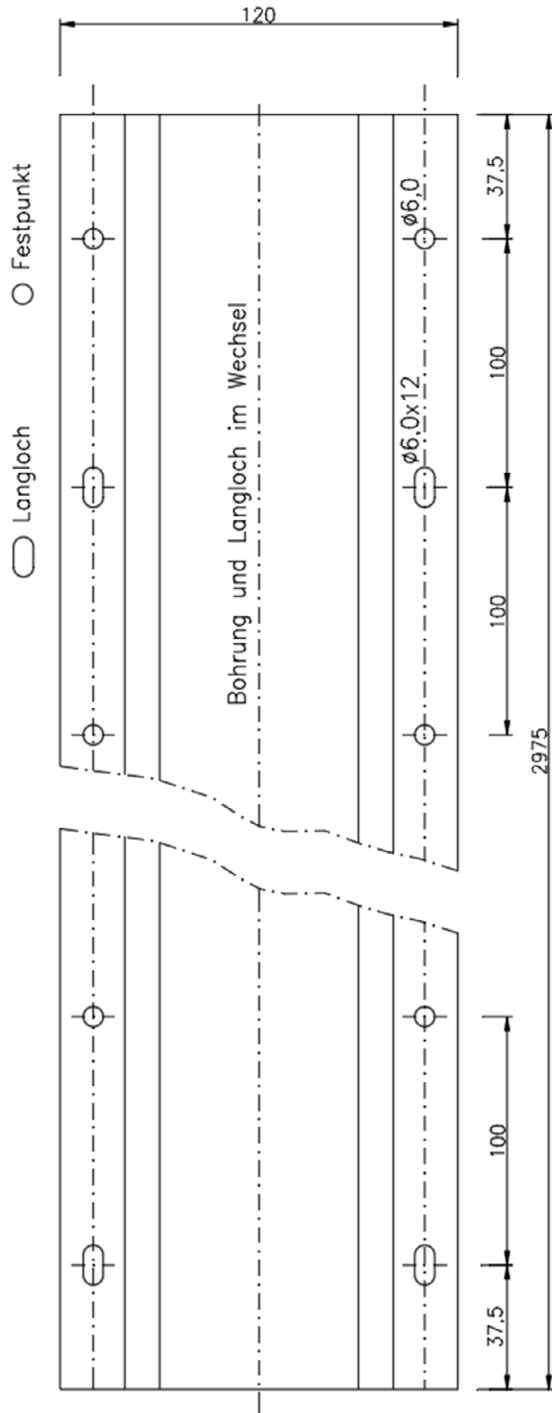 120
Festpunkt
Langloch
Bohrung und Langloch im Wechsel
ø6,0
ø6,0x12
37,5
100
100
2975
100
37,5